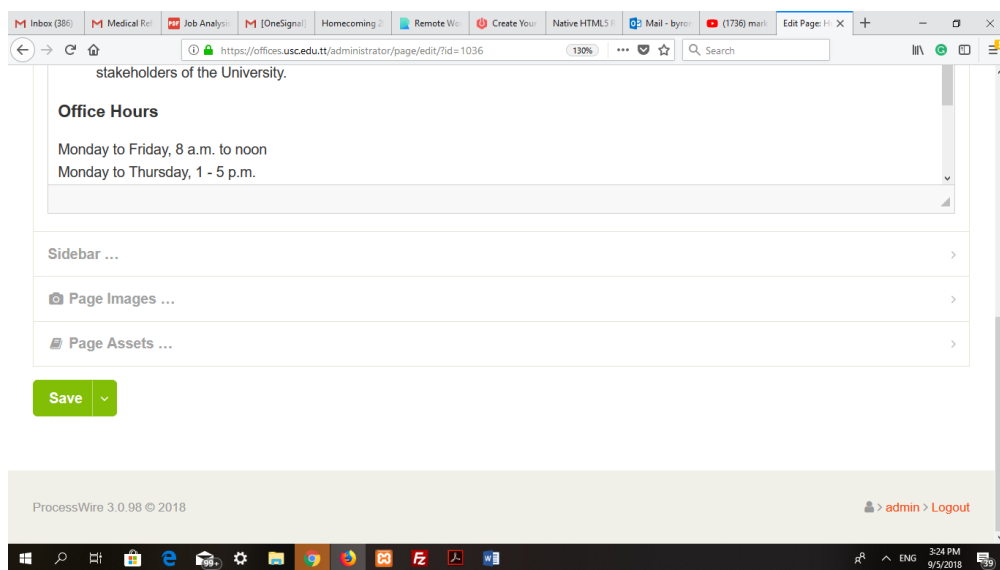 Inbox (386)
Medical Ref
Job Analysis
[OneSignal]
Homecoming 2
Remote Wo
Create Your
Native HTML5
Mail - byron
(1736) mark
Edit Page: H
https://offices.usc.edu.tt/administrator/page/edit/?id=1036
130%
Search
stakeholders of the University.
Office Hours
Monday to Friday, 8 a.m. to noon
Monday to Thursday, 1 - 5 p.m.
Sidebar ...
Page Images ...
Page Assets ...
Save
ProcessWire 3.0.98 © 2018
admin > Logout
99+
ENG
3:24 PM
9/5/2018
39